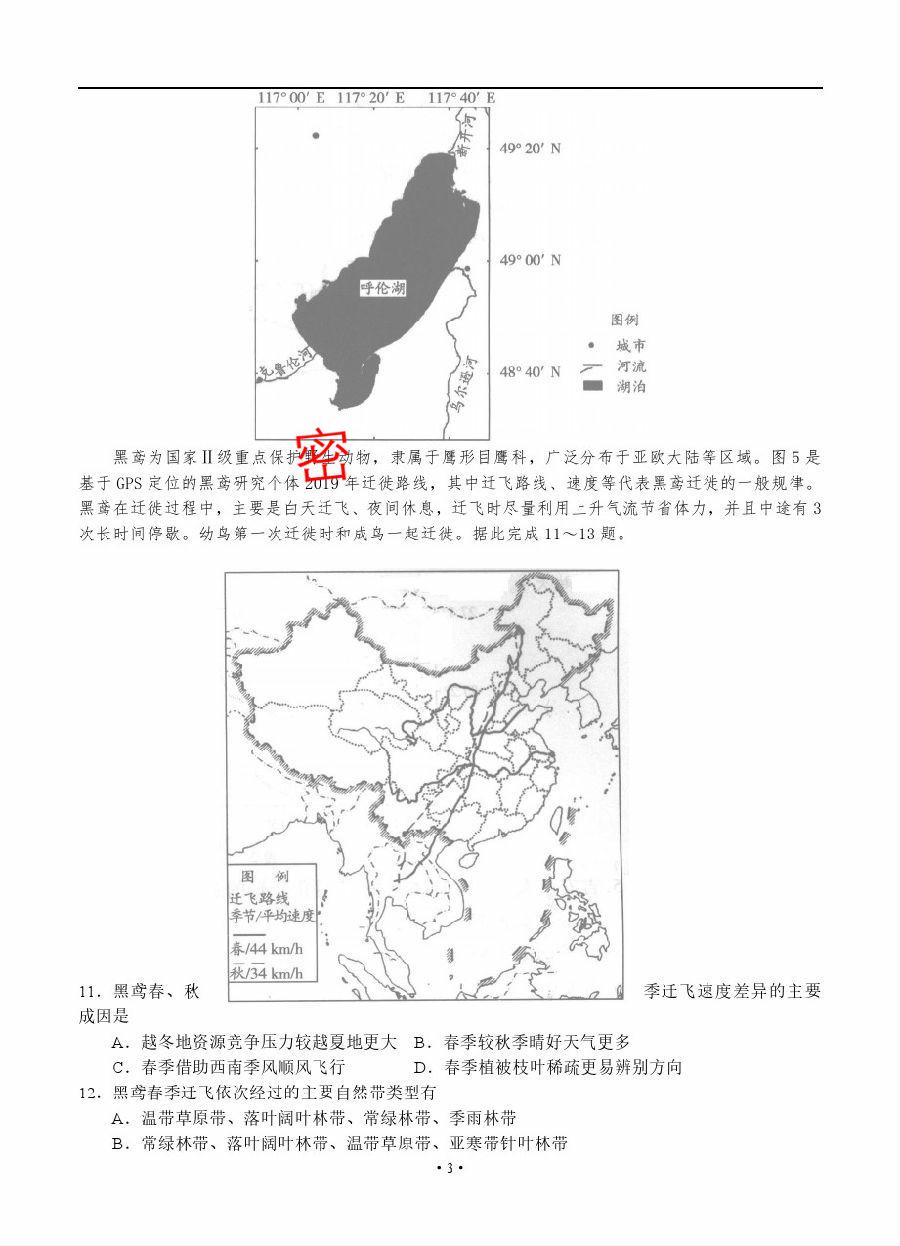 117° 00′ E 117° 20′ E 117° 40′ E
新开河
49° 20′ N
49° 00′ N
呼伦湖
图例
城市
克鲁伦河
乌尔逊河
河流
48° 40′ N
湖泊
密
黑鸢为国家Ⅱ级重点保护野生动物，隶属于鹰形目鹰科，广泛分布于亚欧大陆等区域。图 5 是
基于 GPS 定位的黑鸢研究个体 2019 年迁徙路线，其中迁飞路线、速度等代表黑鸢迁徙的一般规律。
黑鸢在迁徙过程中，主要是白天迁飞、夜间休息，迁飞时尽量利用上升气流节省体力，并且中途有 3
次长时间停歇。幼鸟第一次迁徙时和成鸟一起迁徙。据此完成 11～13 题。
图 例
迁飞路线
季节/平均速度
春/44 km/h
秋/34 km/h
11．黑鸢春、秋季迁飞速度差异的主要
成因是
A．越冬地资源竞争压力较越夏地更大 B．春季较秋季晴好天气更多
C．春季借助西南季风顺风飞行 D．春季植被枝叶稀疏更易辨别方向
12．黑鸢春季迁飞依次经过的主要自然带类型有
A．温带草原带、落叶阔叶林带、常绿林带、季雨林带
B．常绿林带、落叶阔叶林带、温带草原带、亚寒带针叶林带
· 3 ·